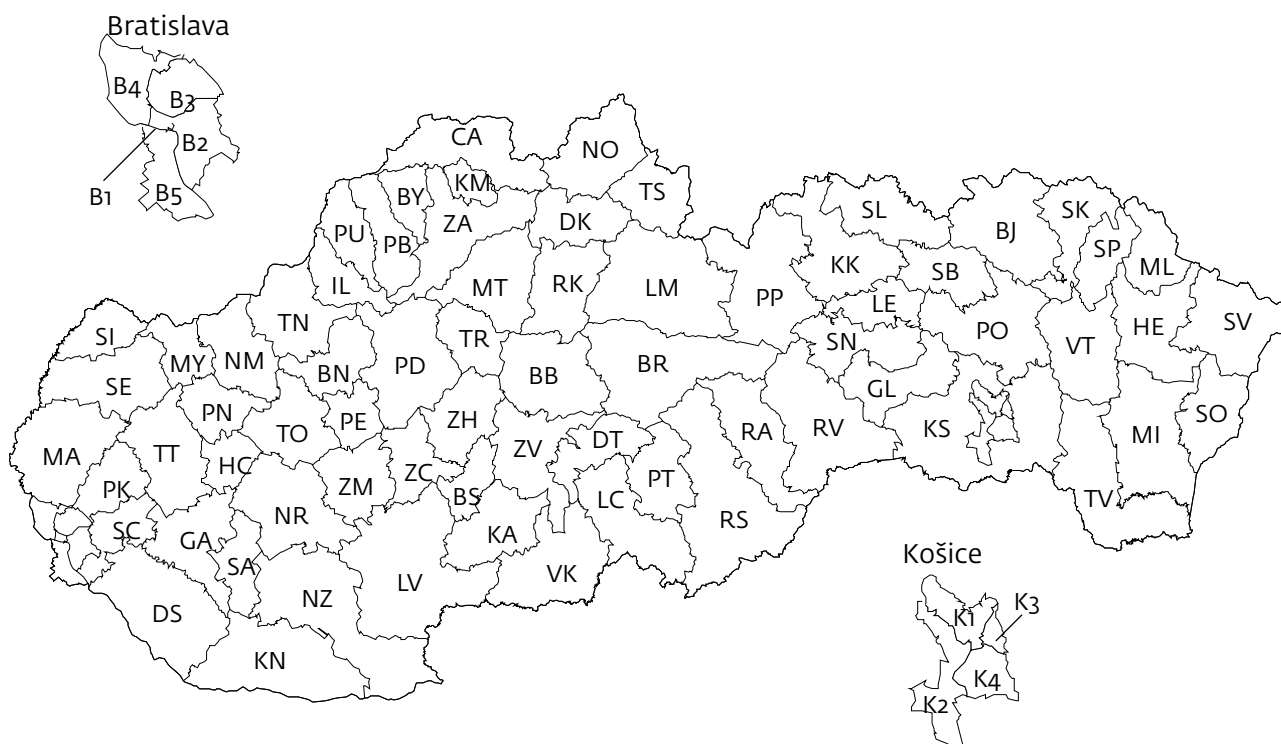 Bratislava
B4
B3
B2
B1
B5
CA
NO
KM
TS
BY
PU
PB
ZA
DK
SL
BJ
SK
SP
IL
MT
RK
LM
PP
KK
SB
ML
LE
SI
TN
TR
SN
PO
VT
HE
SV
MY
NM
BN
PD
BB
BR
SE
GL
PN
TO
PE
ZH
RA
RV
KS
SO
MA
TT
HC
ZC
ZV
DT
MI
PK
ZM
BS
LC
PT
TV
SC
GA
NR
KA
RS
SA
DS
NZ
LV
VK
KN
Košice
K1
K3
K4
K2